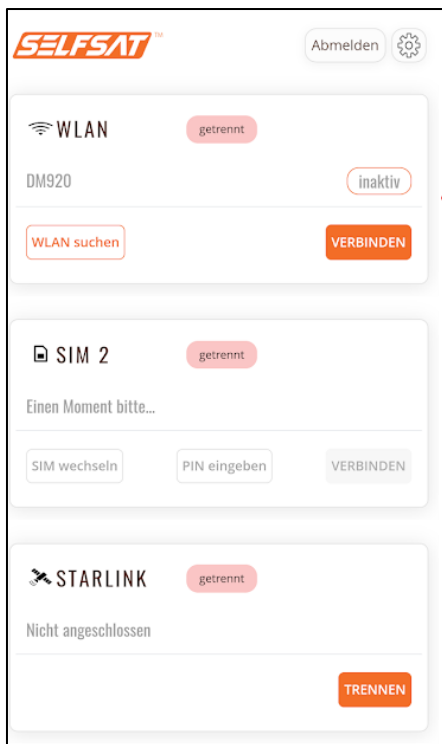 SELFSAT™
Abmelden
WLAN getrennt
DM920 inaktiv
WLAN suchen VERBINDEN
SIM 2 getrennt
Einen Moment bitte...
SIM wechseln PIN eingeben VERBINDEN
STARLINK getrennt
Nicht angeschlossen
TRENNEN